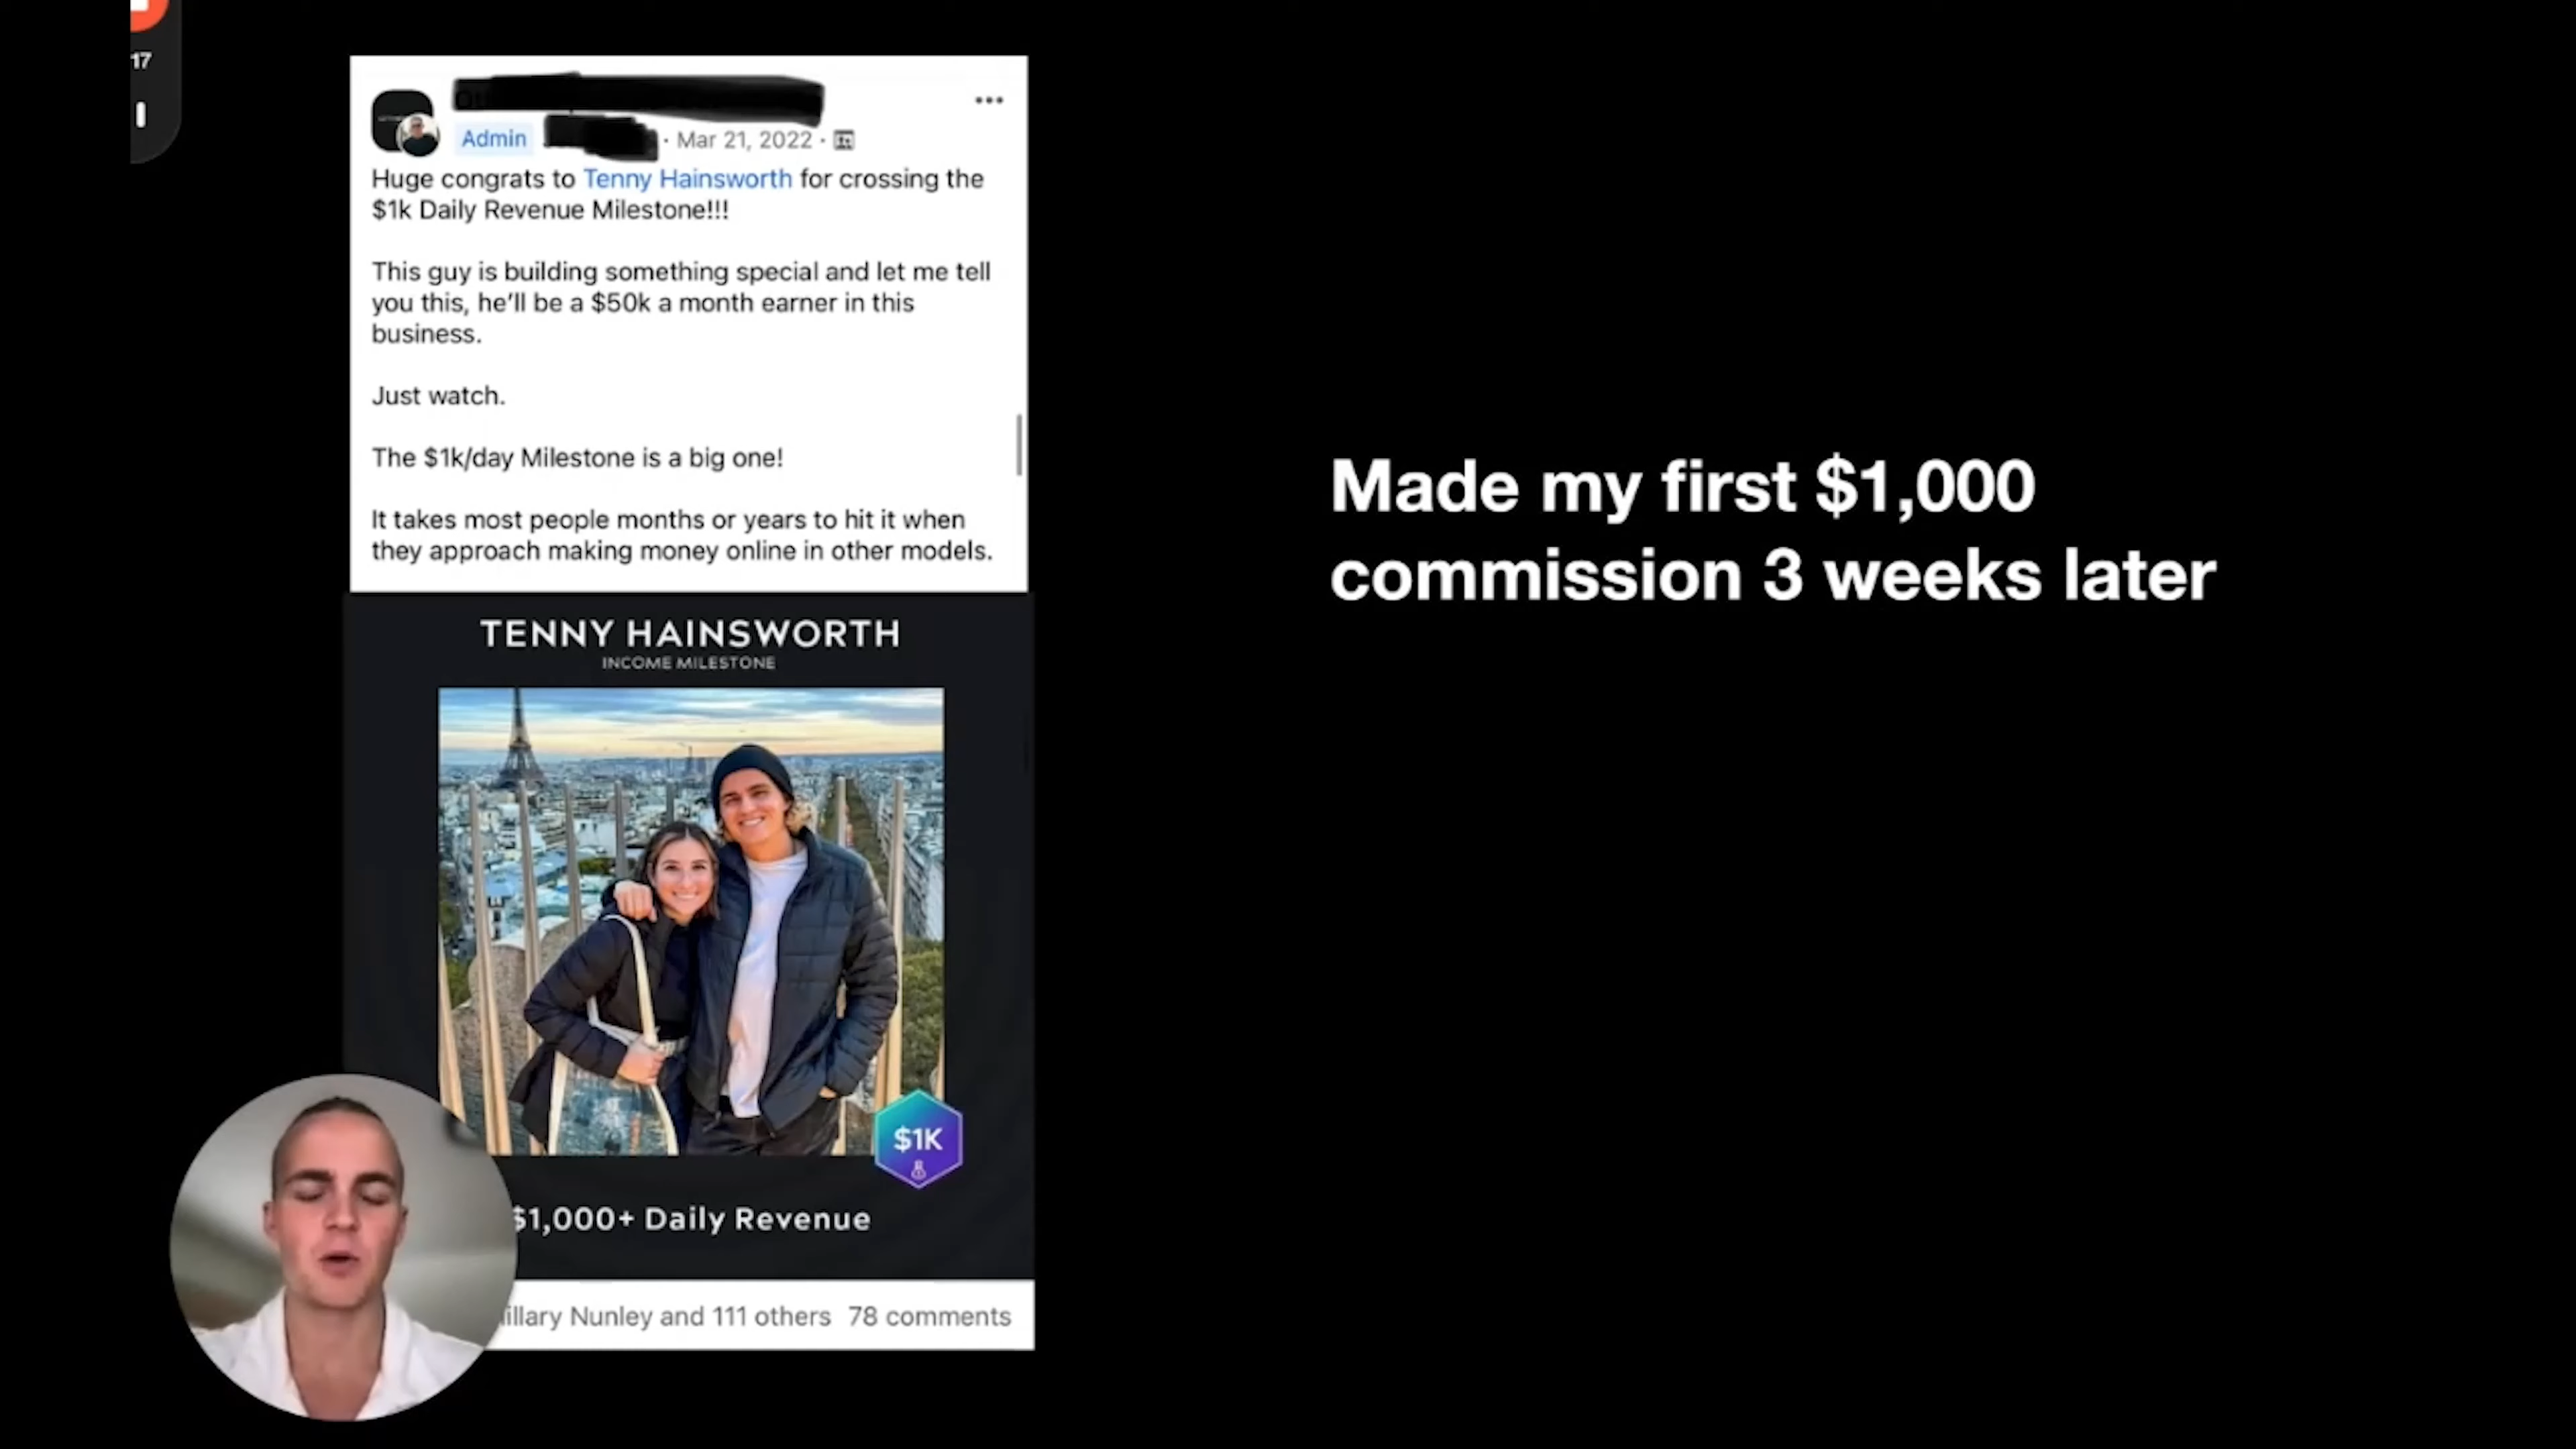 17
Admin
· Mar 21, 2022 ·
Huge congrats to Tenny Hainsworth for crossing the
$1k Daily Revenue Milestone!!!
This guy is building something special and let me tell
you this, he'll be a $50k a month earner in this
business.
Just watch.
The $1k/day Milestone is a big one!
It takes most people months or years to hit it when
they approach making money online in other models.
TENNY HAINSWORTH
INCOME MILESTONE
$1K
$1,000+ Daily Revenue
illary Nunley and 111 others 78 comments
Made my first $1,000
commission 3 weeks later